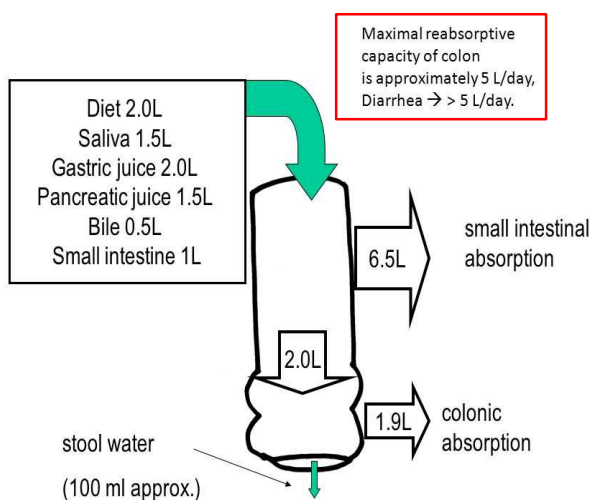 Maximal reabsorptive
capacity of colon
is approximately 5 L/day,
Diarrhea → > 5 L/day.
Diet 2.0L
Saliva 1.5L
Gastric juice 2.0L
Pancreatic juice 1.5L
Bile 0.5L
Small intestine 1L
6.5L
small intestinal
absorption
2.0L
1.9L
colonic
absorption
stool water
(100 ml approx.)